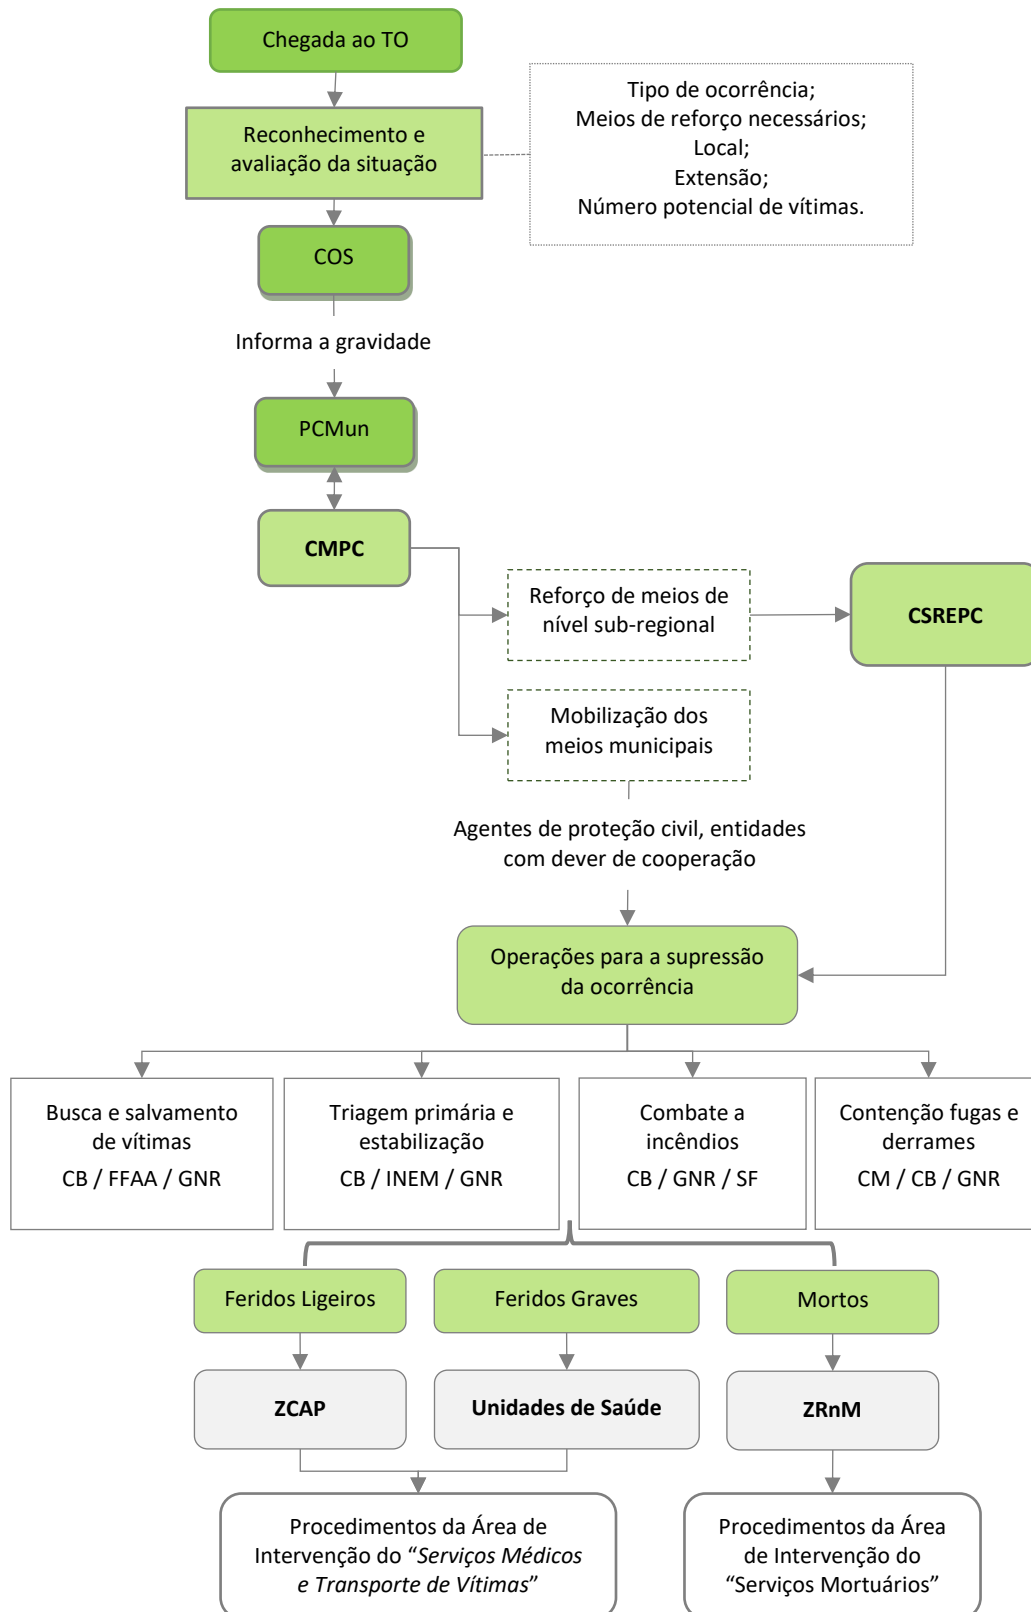 Chegada ao TO
Reconhecimento e
avaliação da situação
Tipo de ocorrência;
Meios de reforço necessários;
Local;
Extensão;
Número potencial de vítimas.
COS
Informa a gravidade
PCMun
CMPC
Reforço de meios de
nível sub-regional
CSREPC
Mobilização dos
meios municipais
Agentes de proteção civil, entidades
com dever de cooperação
Operações para a supressão
da ocorrência
Busca e salvamento
de vítimas
CB / FFAA / GNR
Triagem primária e
estabilização
CB / INEM / GNR
Combate a
incêndios
CB / GNR / SF
Contenção fugas e
derrames
CM / CB / GNR
Feridos Ligeiros
Feridos Graves
Mortos
ZCAP
Unidades de Saúde
ZRnM
Procedimentos da Área de
Intervenção do “Serviços Médicos
e Transporte de Vítimas”
Procedimentos da Área
de Intervenção do
“Serviços Mortuários”